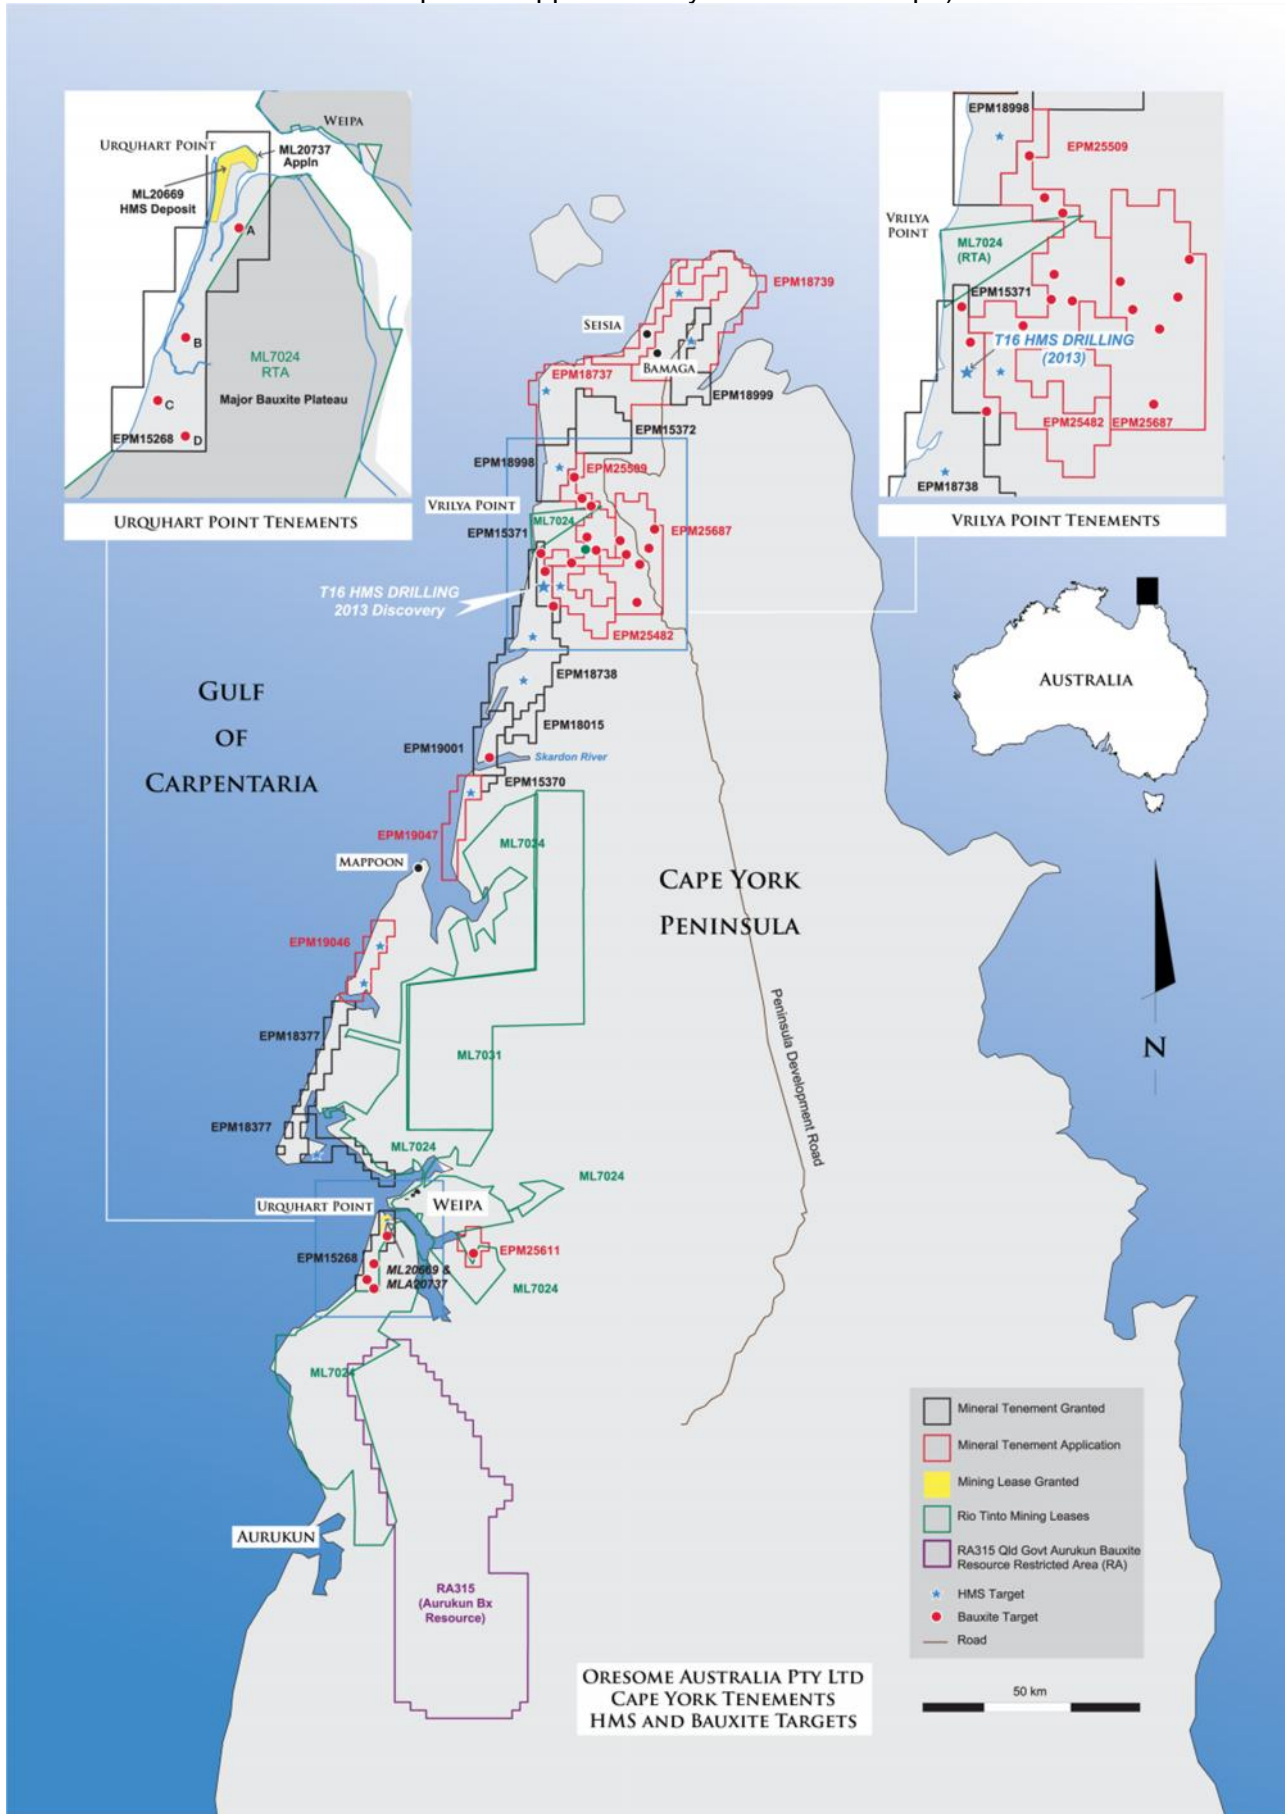 WEIPA
URQUHART POINT
ML20737
Appln
ML20669
HMS Deposit
A
B
C
D
EPM15268
ML7024
RTA
Major Bauxite Plateau
URQUHART POINT TENEMENTS
EPM18998
EPM25509
VRILYA
POINT
ML7024
(RTA)
EPM15371
T16 HMS DRILLING
(2013)
EPM25482
EPM25687
EPM18738
VRILYA POINT TENEMENTS
EPM18739
SEISIA
BAMAGA
EPM18737
EPM18999
EPM15372
EPM18998
EPM25509
VRILYA POINT
ML7024
EPM25687
EPM15371
T16 HMS DRILLING
2013 Discovery
EPM25482
EPM18738
EPM18015
EPM19001
Skardon River
EPM15370
EPM19047
ML7024
MAPPOON
GULF
OF
CARPENTARIA
CAPE YORK
PENINSULA
AUSTRALIA
N
EPM19046
EPM18377
ML7031
Peninsula Development Road
EPM18377
ML7024
ML7024
URQUHART POINT
WEIPA
EPM15268
ML20669 &
MLA20737
EPM25611
ML7024
ML7024
AURUKUN
RA315
(Aurukun Bx
Resource)
Mineral Tenement Granted
Mineral Tenement Application
Mining Lease Granted
Rio Tinto Mining Leases
RA315 Qld Govt Aurukun Bauxite
Resource Restricted Area (RA)
HMS Target
Bauxite Target
Road
50 km
ORESOME AUSTRALIA PTY LTD
CAPE YORK TENEMENTS
HMS AND BAUXITE TARGETS